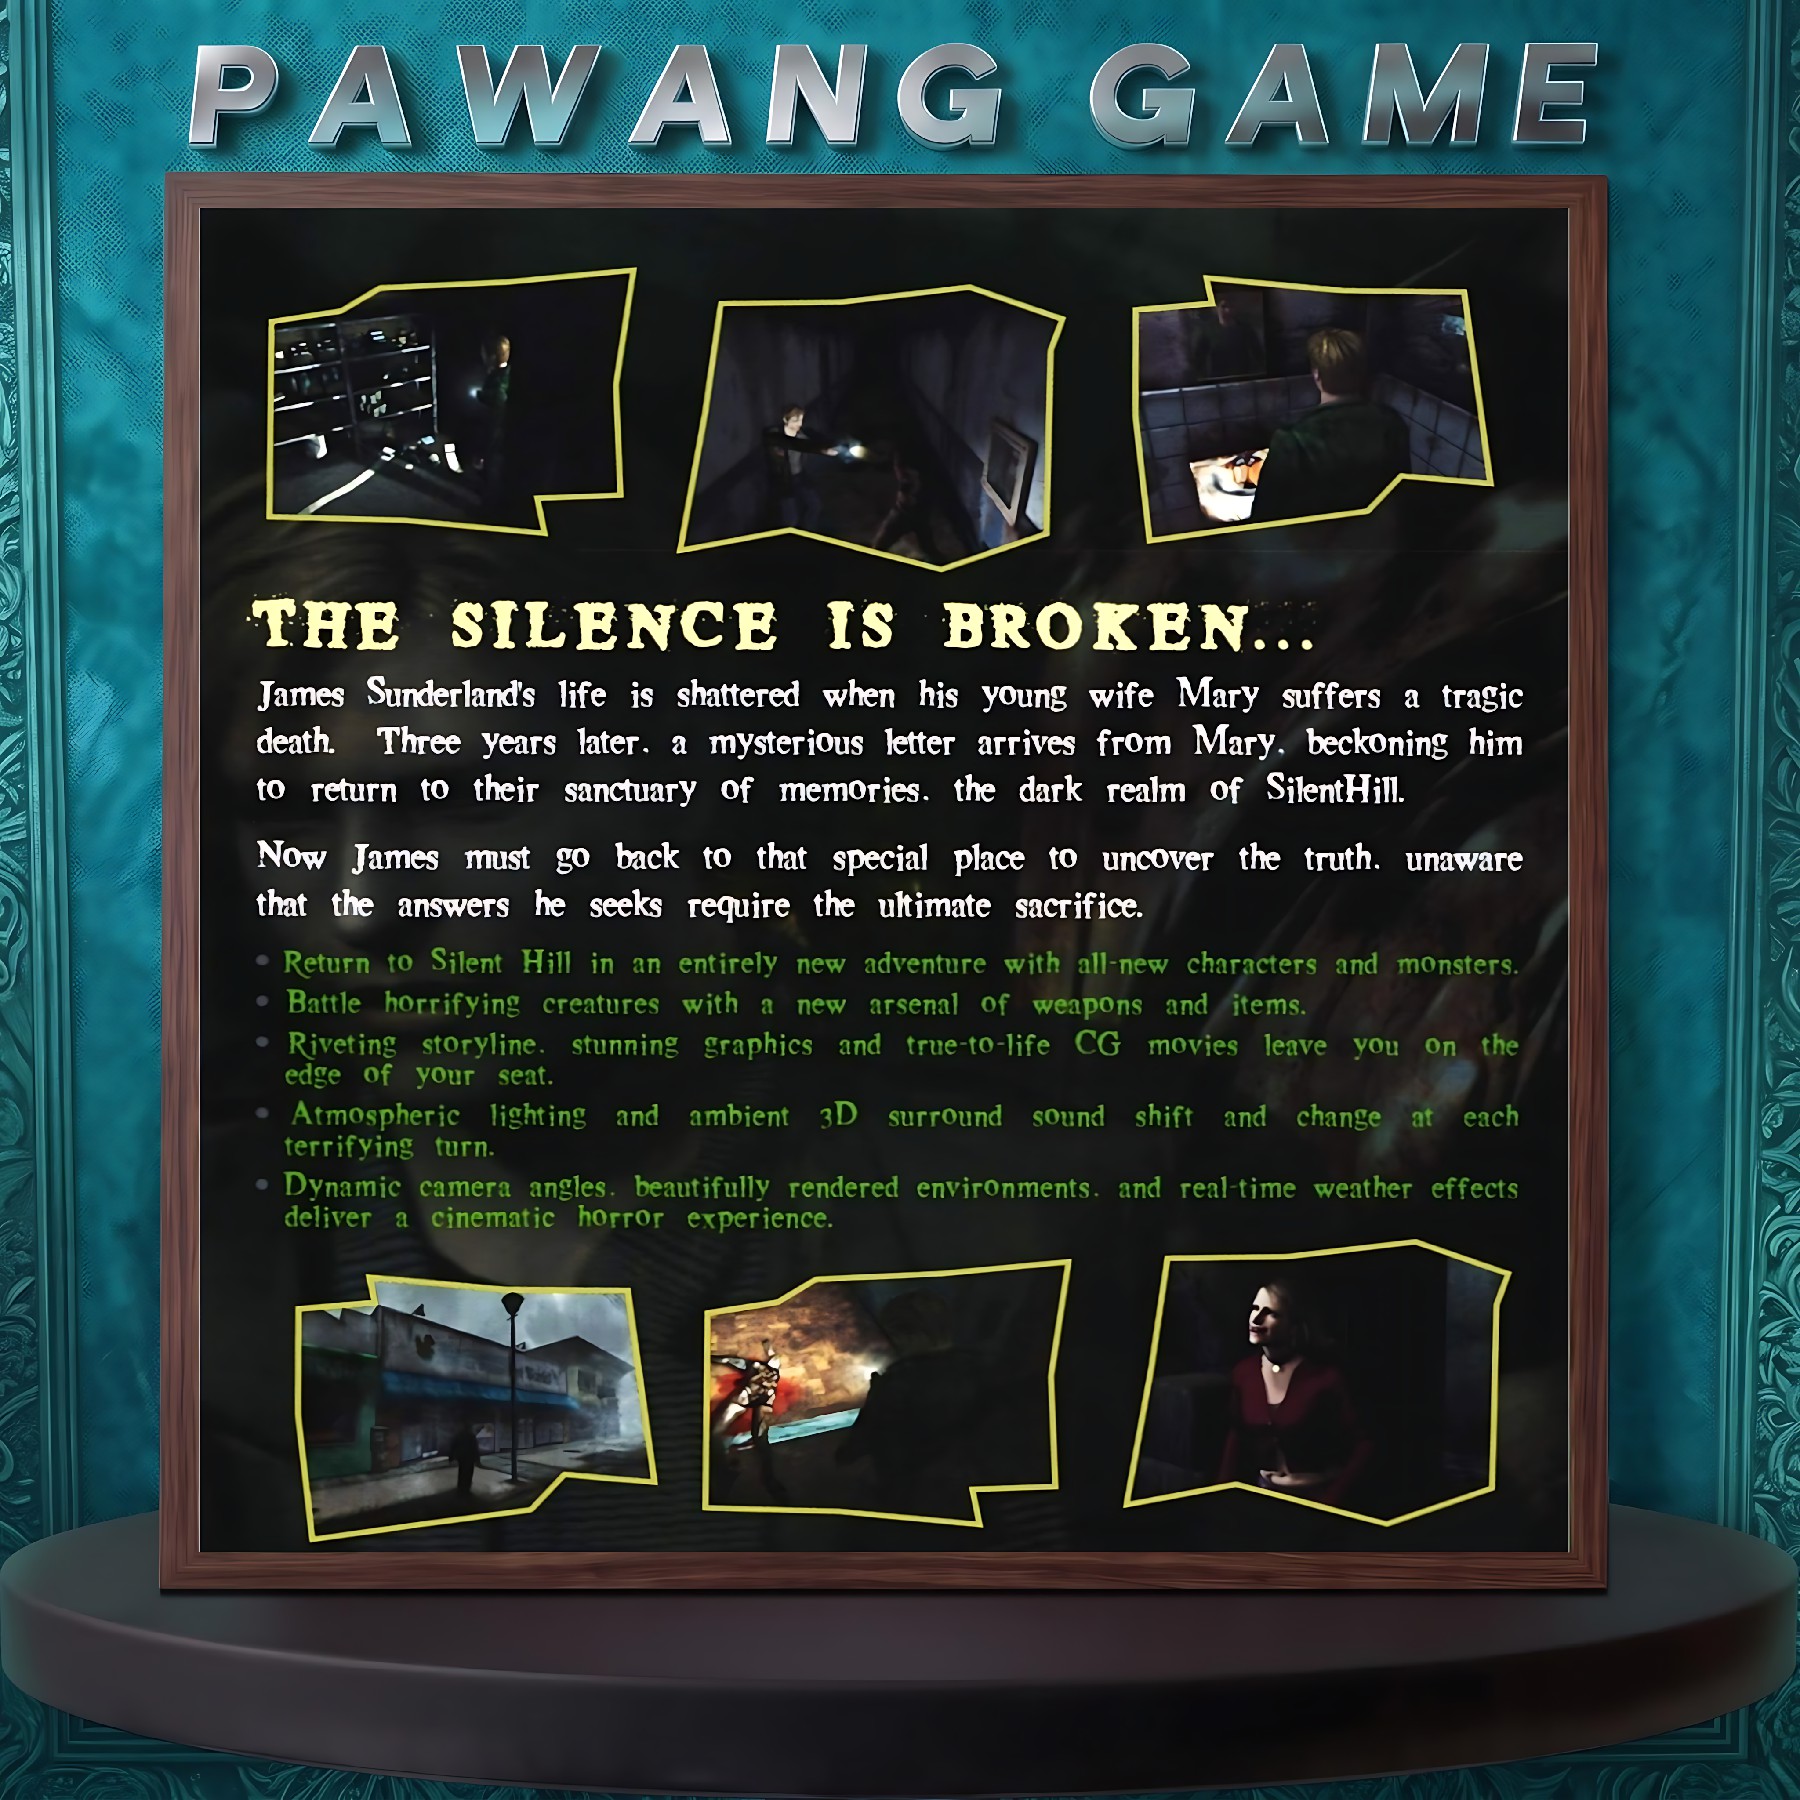 PAWANG GAME
THE SILENCE IS BROKEN...
James Sunderland's life is shattered when his young wife Mary suffers a tragic
death. Three years later, a mysterious letter arrives from Mary, beckoning him
to return to their sanctuary of memories, the dark realm of SilentHill.
Now James must go back to that special place to uncover the truth, unaware
that the answers he seeks require the ultimate sacrifice.
• Return to Silent Hill in an entirely new adventure with all-new characters and monsters.
• Battle horrifying creatures with a new arsenal of weapons and items.
• Riveting storyline, stunning graphics and true-to-life CG movies leave you on the
edge of your seat.
• Atmospheric lighting and ambient 3D surround sound shift and change at each
terrifying turn.
• Dynamic camera angles, beautifully rendered environments, and real-time weather effects
deliver a cinematic horror experience.